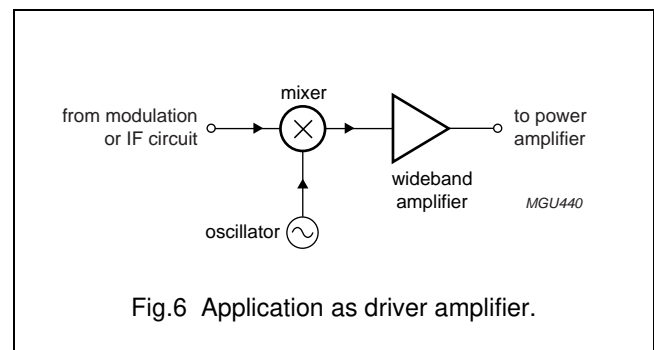 mixer
from modulation
or IF circuit
to power
amplifier
wideband
amplifier
MGU440
oscillator
Fig.6 Application as driver amplifier.